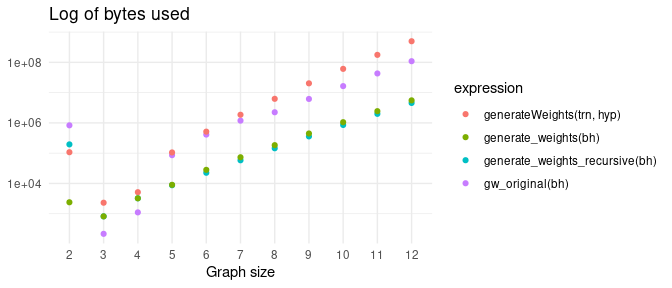 Log of bytes used
1e+08
1e+06
1e+04
2 3 4 5 6 7 8 9 10 11 12
Graph size
expression
generateWeights(trn, hyp)
generate_weights(bh)
generate_weights_recursive(bh)
gw_original(bh)